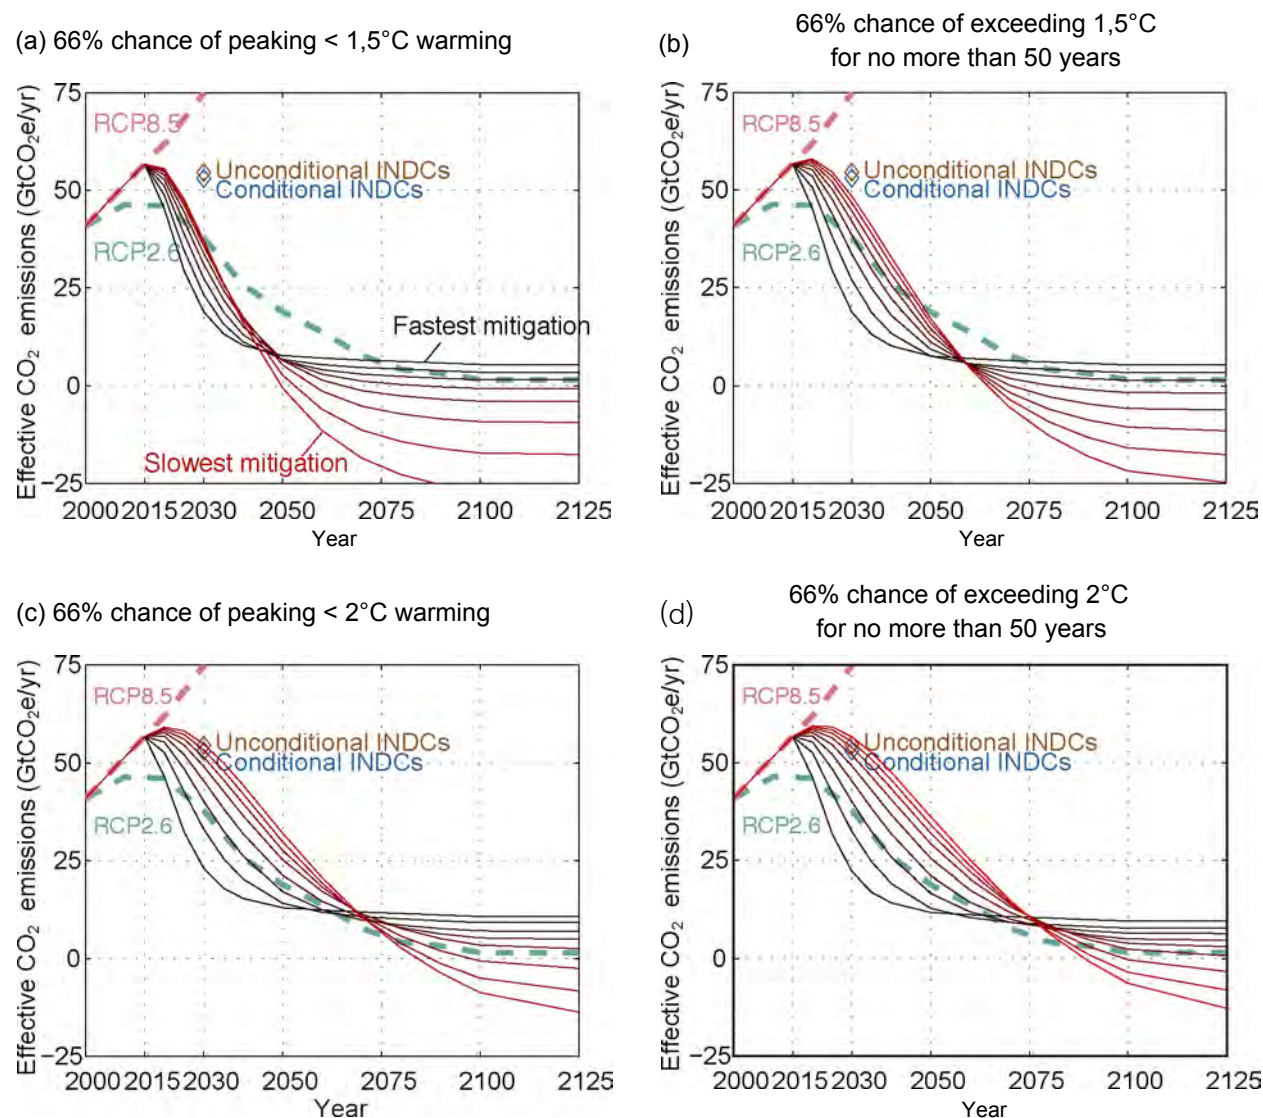 (a) 66% chance of peaking < 1,5°C warming
75
50
25
0
−25
Effective CO₂ emissions (GtCO₂e/yr)
RCP8.5
Unconditional INDCs
Conditional INDCs
RCP2.6
Fastest mitigation
Slowest mitigation
2000 2015 2030 2050 2075 2100 2125
Year
(b)
66% chance of exceeding 1,5°C
for no more than 50 years
75
50
25
0
−25
Effective CO₂ emissions (GtCO₂e/yr)
RCP8.5
Unconditional INDCs
Conditional INDCs
RCP2.6
2000 2015 2030 2050 2075 2100 2125
Year
(c) 66% chance of peaking < 2°C warming
75
50
25
0
−25
Effective CO₂ emissions (GtCO₂e/yr)
RCP8.5
Unconditional INDCs
Conditional INDCs
RCP2.6
2000 2015 2030 2050 2075 2100 2125
Year
(d)
66% chance of exceeding 2°C
for no more than 50 years
75
50
25
0
−25
Effective CO₂ emissions (GtCO₂e/yr)
RCP8.5
Unconditional INDCs
Conditional INDCs
RCP2.6
2000 2015 2030 2050 2075 2100 2125
Year